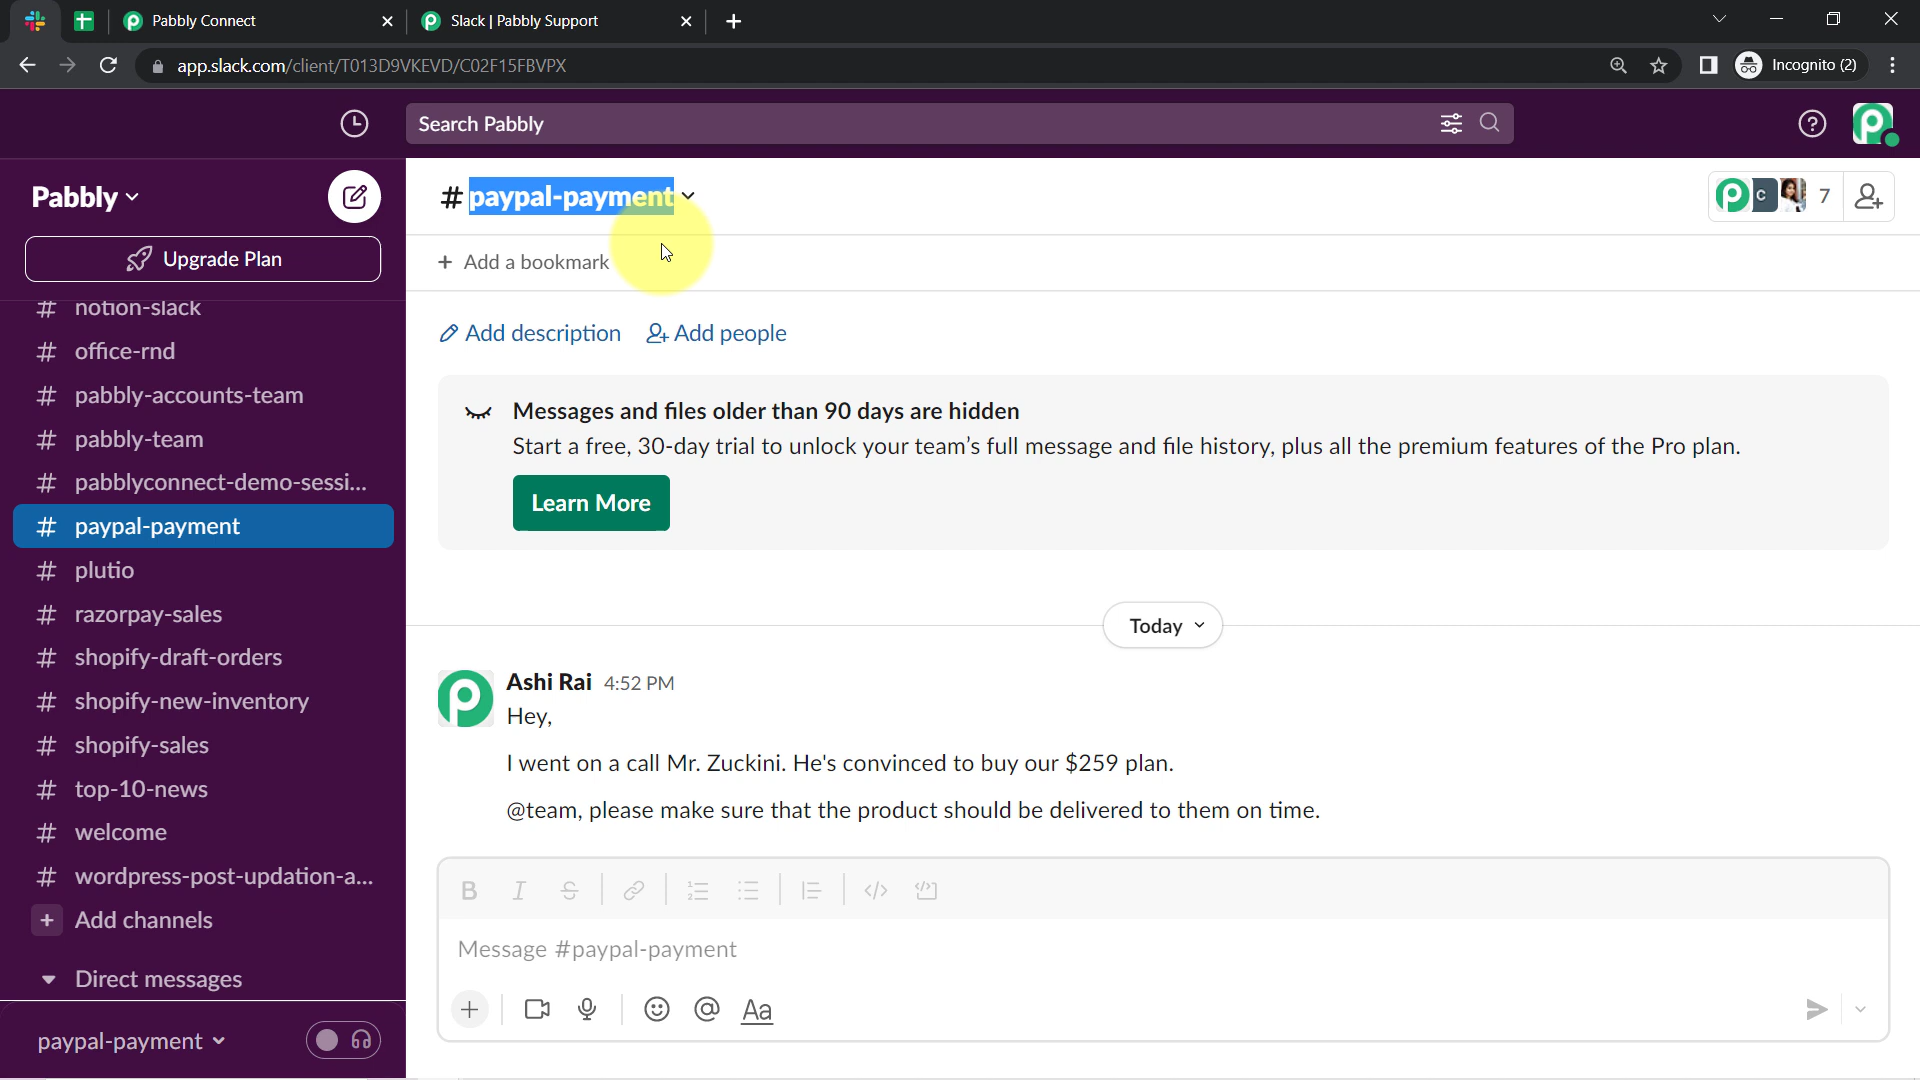 Pabbly Connect
Slack | Pabbly Support
app.slack.com/client/T013D9VKEVD/C02F15FBVPX
Incognito (2)
Search Pabbly
Pabbly
Upgrade Plan
# notion-slack
# office-rnd
# pabbly-accounts-team
# pabbly-team
# pabblyconnect-demo-sessi...
# paypal-payment
# plutio
# razorpay-sales
# shopify-draft-orders
# shopify-new-inventory
# shopify-sales
# top-10-news
# welcome
# wordpress-post-updation-a...
+ Add channels
Direct messages
paypal-payment
# paypal-payment
C
7
+ Add a bookmark
Add description
Add people
Messages and files older than 90 days are hidden
Start a free, 30-day trial to unlock your team's full message and file history, plus all the premium features of the Pro plan.
Learn More
Today
Ashi Rai 4:52 PM
Hey,
I went on a call Mr. Zuckini. He's convinced to buy our $259 plan.
@team, please make sure that the product should be delivered to them on time.
Message #paypal-payment
Aa